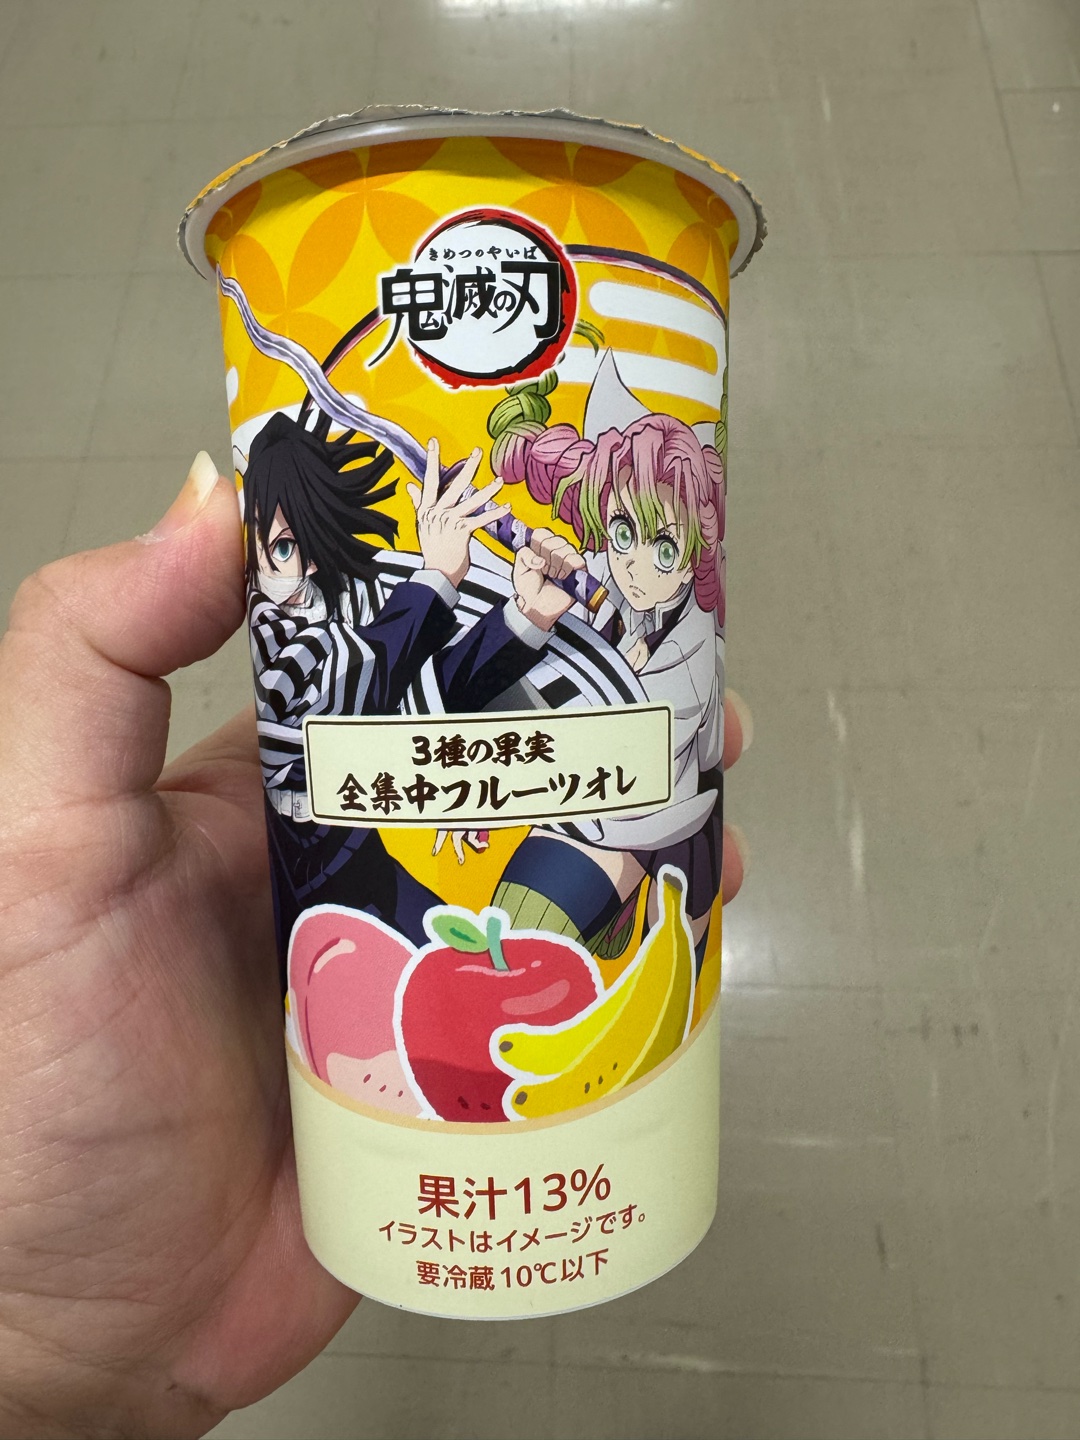 きめつのやいば
鬼滅の刃
3種の果実
全集中フルーツオレ
果汁13%
イラストはイメージです。
要冷蔵10℃以下